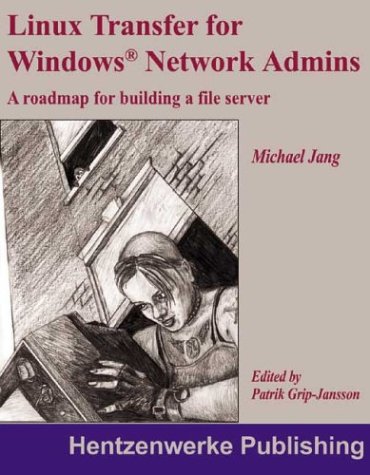 Linux Transfer for
Windows® Network Admins
A roadmap for building a file server
Michael Jang
Edited by
Patrik Grip-Jansson
Hentzenwerke Publishing